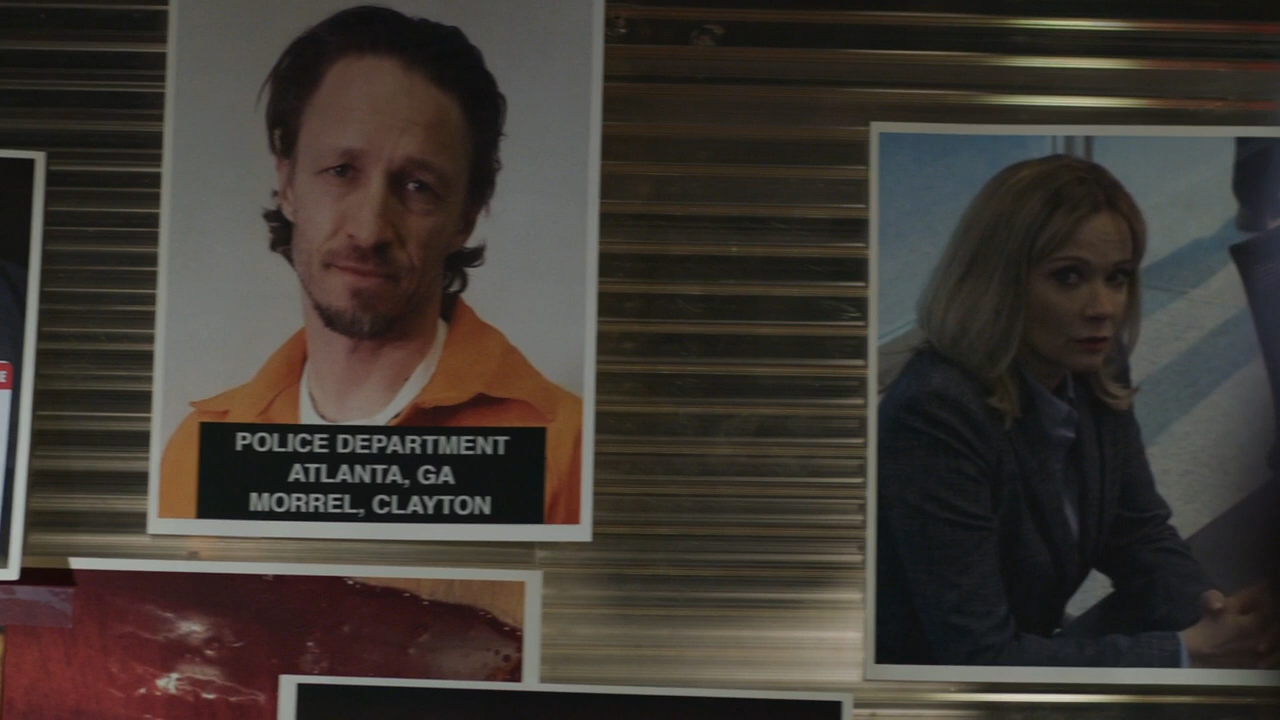 POLICE DEPARTMENT
ATLANTA, GA
MORREL, CLAYTON